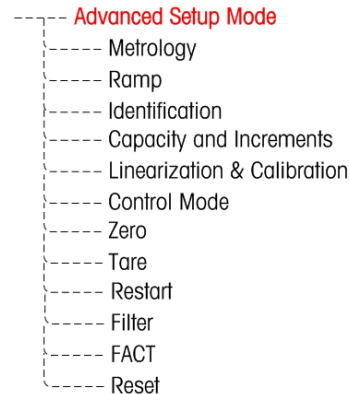 Advanced Setup Mode
Metrology
Ramp
Identification
Capacity and Increments
Linearization & Calibration
Control Mode
Zero
Tare
Restart
Filter
FACT
Reset